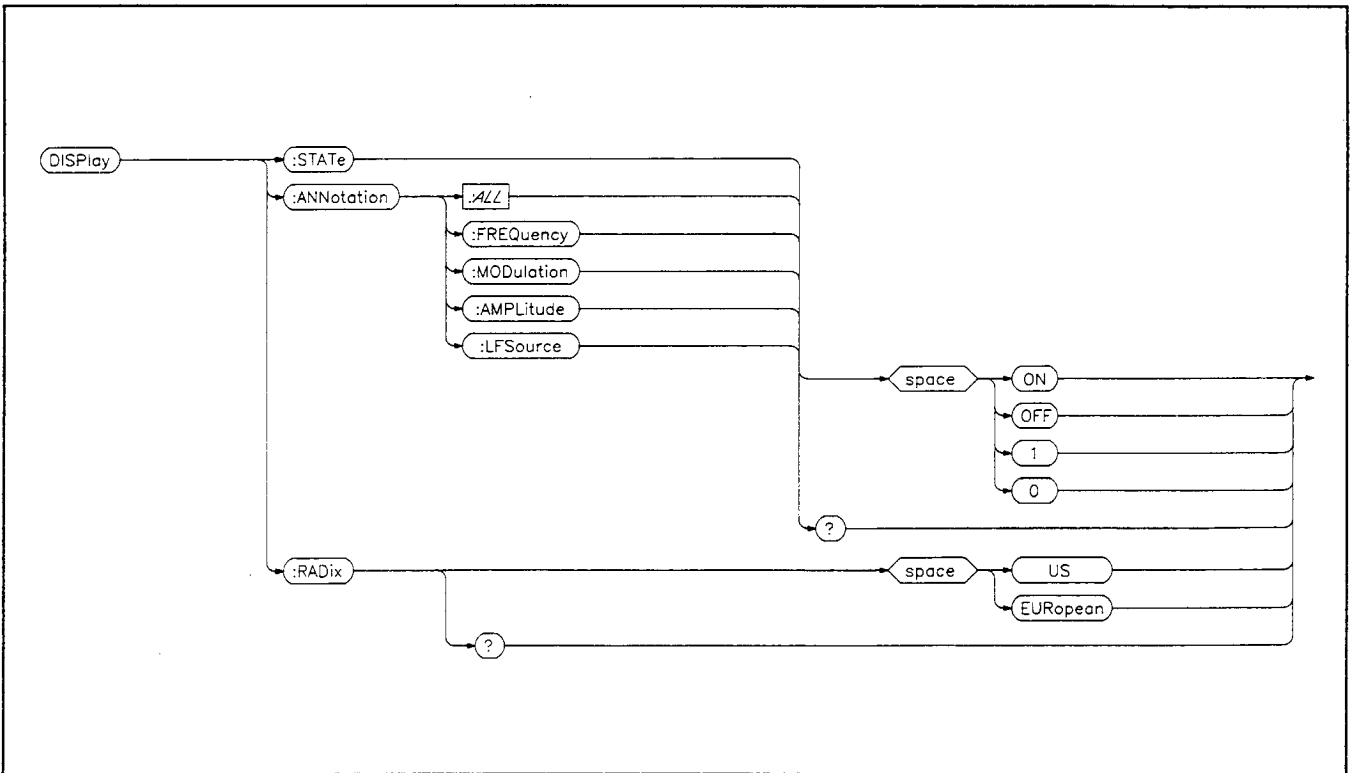 DISPlay
:STATe
:ANNotation
:ALL
:FREQuency
:MODulation
:AMPLitude
:LFSource
space
ON
OFF
1
0
?
:RADix
space
US
EURopean
?